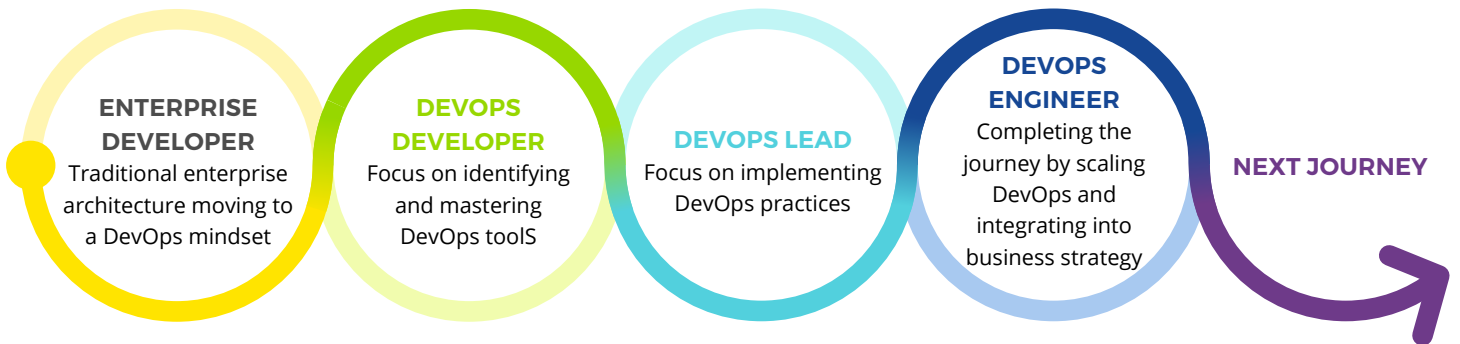 ENTERPRISE
DEVELOPER
Traditional enterprise
architecture moving to
a DevOps mindset
DEVOPS
DEVELOPER
Focus on identifying
and mastering
DevOps toolS
DEVOPS LEAD
Focus on implementing
DevOps practices
DEVOPS
ENGINEER
Completing the
journey by scaling
DevOps and
integrating into
business strategy
NEXT JOURNEY